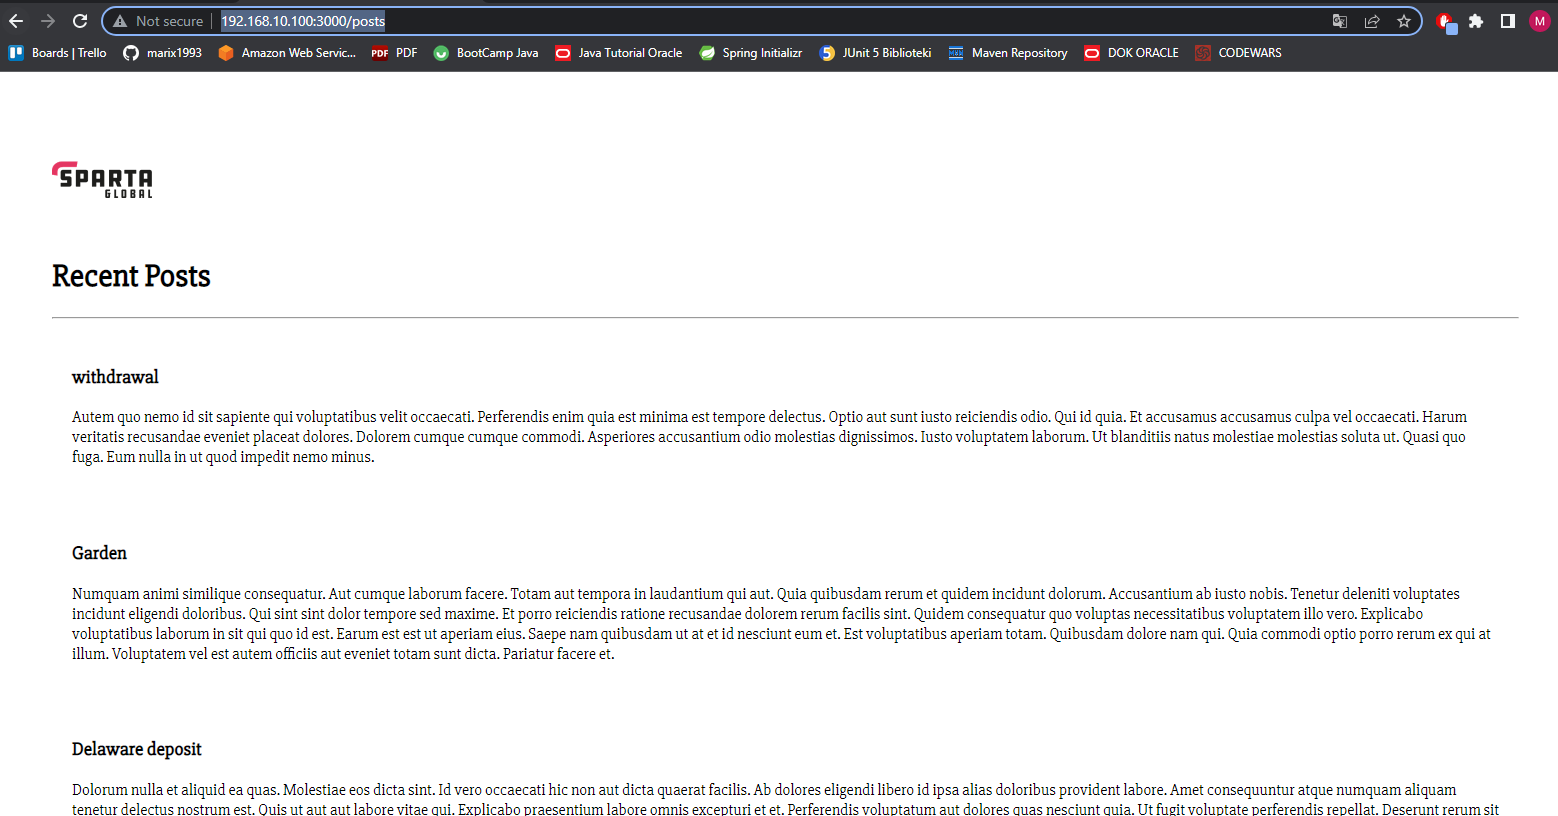 Not secure 192.168.10.100:3000/posts M
Boards | Trello marix1993 Amazon Web Servic... PDF PDF BootCamp Java Java Tutorial Oracle Spring Initializr 5 JUnit 5 Biblioteki Maven Repository DOK ORACLE CODEWARS
SPARTA
GLOBAL
Recent Posts
withdrawal
Autem quo nemo id sit sapiente qui voluptatibus velit occaecati. Perferendis enim quia est minima est tempore delectus. Optio aut sunt iusto reiciendis odio. Qui id quia. Et accusamus accusamus culpa vel occaecati. Harum
veritatis recusandae eveniet placeat dolores. Dolorem cumque cumque commodi. Asperiores accusantium odio molestias dignissimos. Iusto voluptatem laborum. Ut blanditiis natus molestiae molestias soluta ut. Quasi quo
fuga. Eum nulla in ut quod impedit nemo minus.
Garden
Numquam animi similique consequatur. Aut cumque laborum facere. Totam aut tempora in laudantium qui aut. Quia quibusdam rerum et quidem incidunt dolorum. Accusantium ab iusto nobis. Tenetur deleniti voluptates
incidunt eligendi doloribus. Qui sint sint dolor tempore sed maxime. Et porro reiciendis ratione recusandae dolorem rerum facilis sint. Quidem consequatur quo voluptas necessitatibus voluptatem illo vero. Explicabo
voluptatibus laborum in sit qui quo id est. Earum est est ut aperiam eius. Saepe nam quibusdam ut at et id nesciunt eum et. Est voluptatibus aperiam totam. Quibusdam dolore nam qui. Quia commodi optio porro rerum ex qui at
illum. Voluptatem vel est autem officiis aut eveniet totam sunt dicta. Pariatur facere et.
Delaware deposit
Dolorum nulla et aliquid ea quas. Molestiae eos dicta sint. Id vero occaecati hic non aut dicta quaerat facilis. Ab dolores eligendi libero id ipsa alias doloribus provident labore. Amet consequuntur atque numquam aliquam
tenetur delectus nostrum est. Quis ut aut aut labore vitae qui. Explicabo praesentium labore omnis excepturi et et. Perferendis voluptatum aut dolores quas nesciunt quia. Ut fugit voluptate perferendis repellat. Deserunt rerum sit